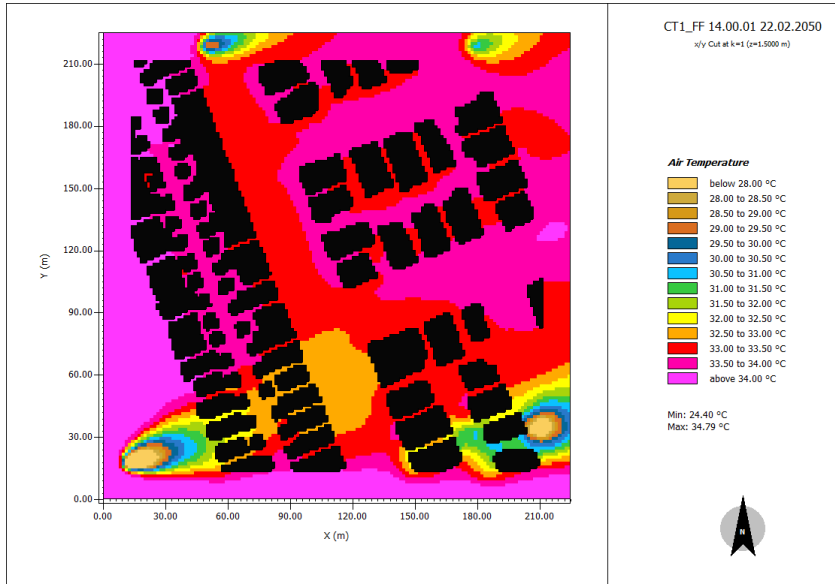 CT1_FF 14.00.01 22.02.2050
x/y Cut at k=1 (z=1.5000 m)
210.00
180.00
150.00
120.00
90.00
60.00
30.00
0.00
Y (m)
0.00 30.00 60.00 90.00 120.00 150.00 180.00 210.00
X (m)
Air Temperature
below 28.00 °C
28.00 to 28.50 °C
28.50 to 29.00 °C
29.00 to 29.50 °C
29.50 to 30.00 °C
30.00 to 30.50 °C
30.50 to 31.00 °C
31.00 to 31.50 °C
31.50 to 32.00 °C
32.00 to 32.50 °C
32.50 to 33.00 °C
33.00 to 33.50 °C
33.50 to 34.00 °C
above 34.00 °C
Min: 24.40 °C
Max: 34.79 °C
N